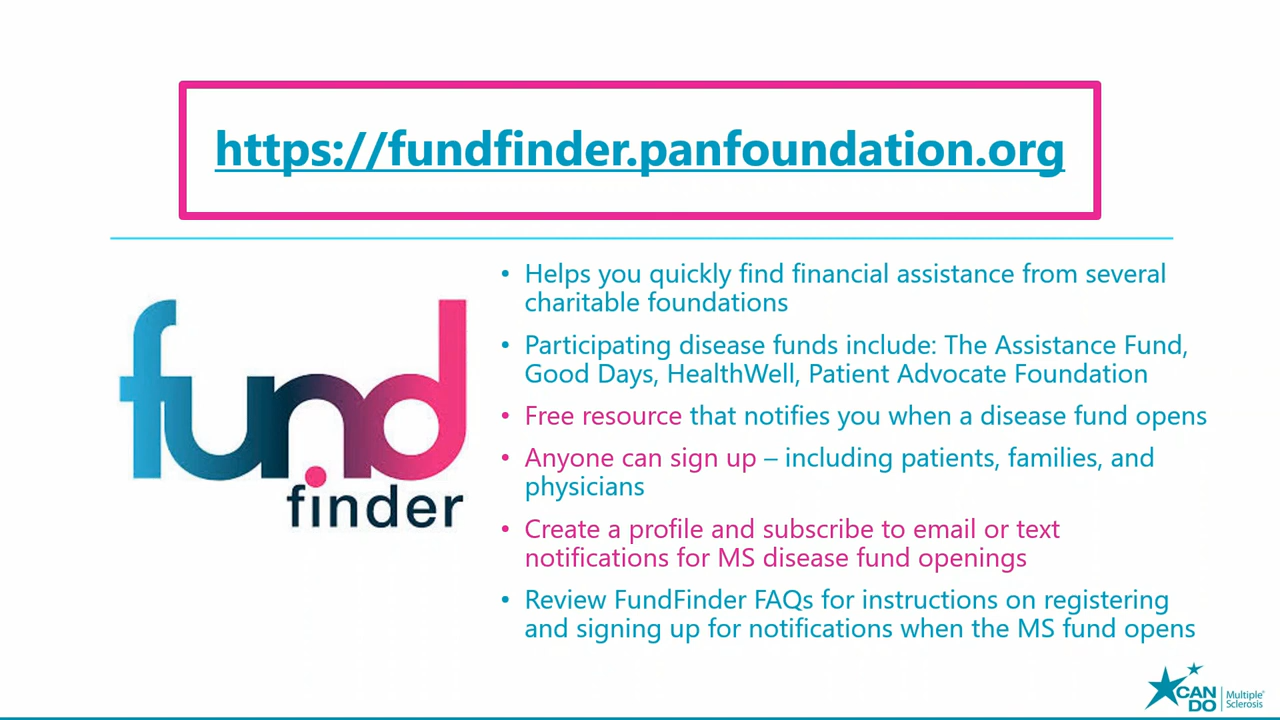 https://fundfinder.panfoundation.org
fund
finder
• Helps you quickly find financial assistance from several
charitable foundations
• Participating disease funds include: The Assistance Fund,
Good Days, HealthWell, Patient Advocate Foundation
• Free resource that notifies you when a disease fund opens
• Anyone can sign up – including patients, families, and
physicians
• Create a profile and subscribe to email or text
notifications for MS disease fund openings
• Review FundFinder FAQs for instructions on registering
and signing up for notifications when the MS fund opens
CAN
DO
Multiple®
Sclerosis